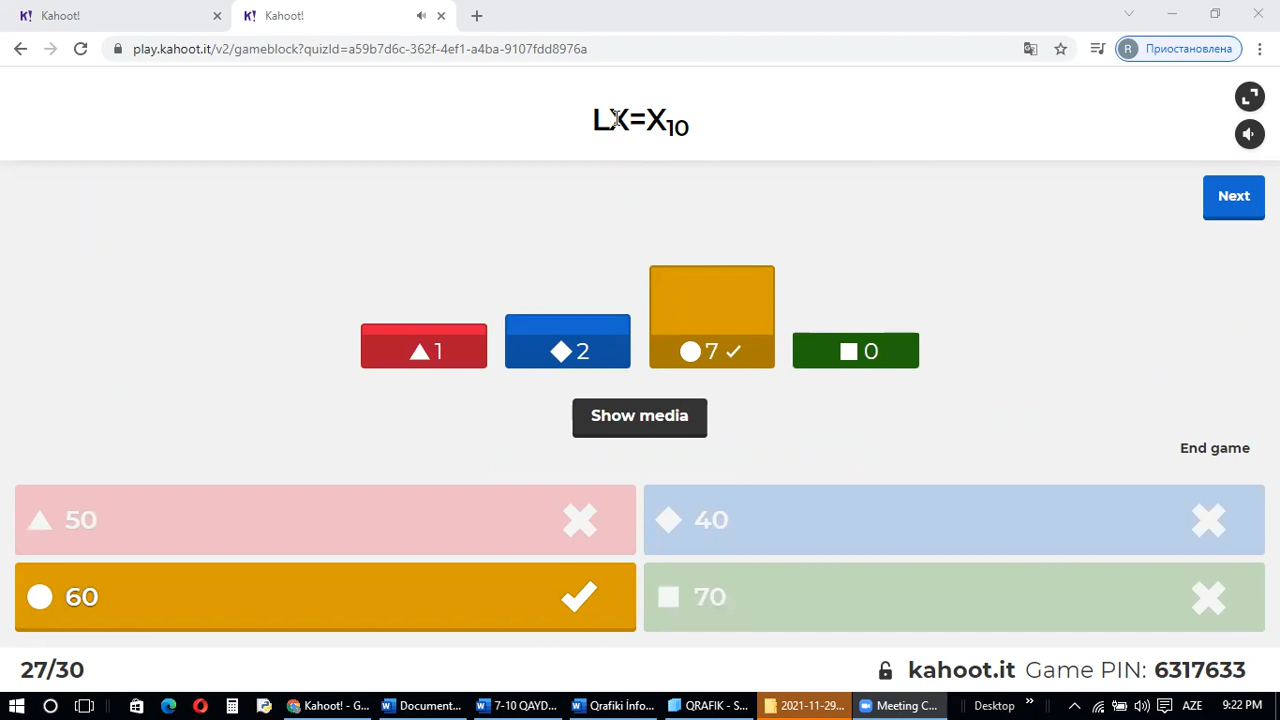 Kahoot!
Kahoot!
play.kahoot.it/v2/gameblock?quizId=a59b7d6c-362f-4ef1-a4ba-9107fdd8976a
R Приостановлена
LX=X₁₀
Next
1
2
7
0
Show media
End game
50
40
60
70
27/30
kahoot.it Game PIN: 6317633
Kahoot! - G...
Document...
7-10 QAYD...
Qrafiki İnfo...
QRAFIK - S...
2021-11-29...
Meeting C...
Desktop
AZE
9:22 PM